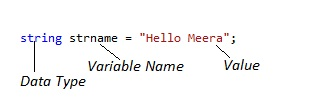 string strname = "Hello Meera";
Variable Name
Value
Data Type